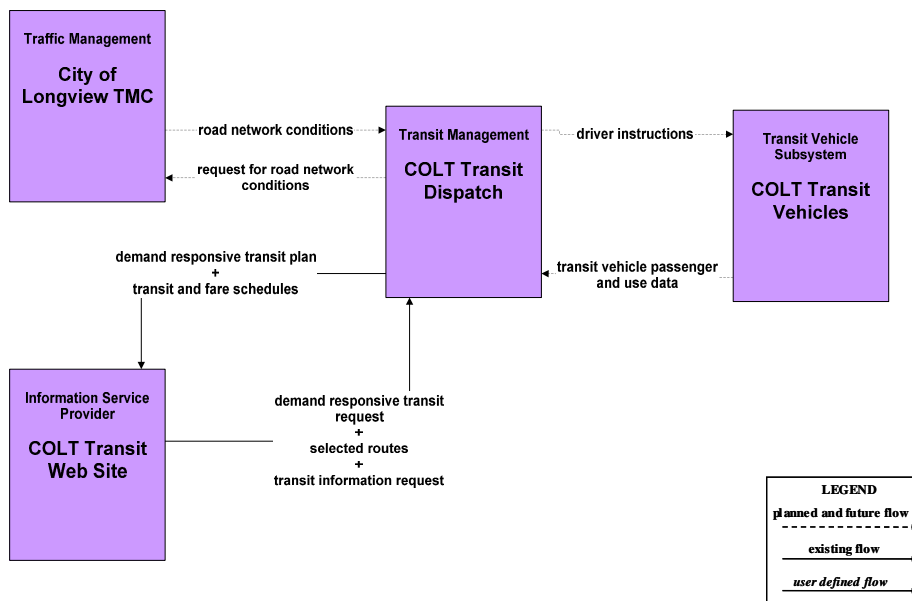 Traffic Management
City of
Longview TMC
road network conditions
request for road network
conditions
Transit Management
COLT Transit
Dispatch
driver instructions
Transit Vehicle
Subsystem
COLT Transit
Vehicles
transit vehicle passenger
and use data
demand responsive transit plan
+
transit and fare schedules
Information Service
Provider
COLT Transit
Web Site
demand responsive transit
request
+
selected routes
+
transit information request
LEGEND
planned and future flow
existing flow
user defined flow